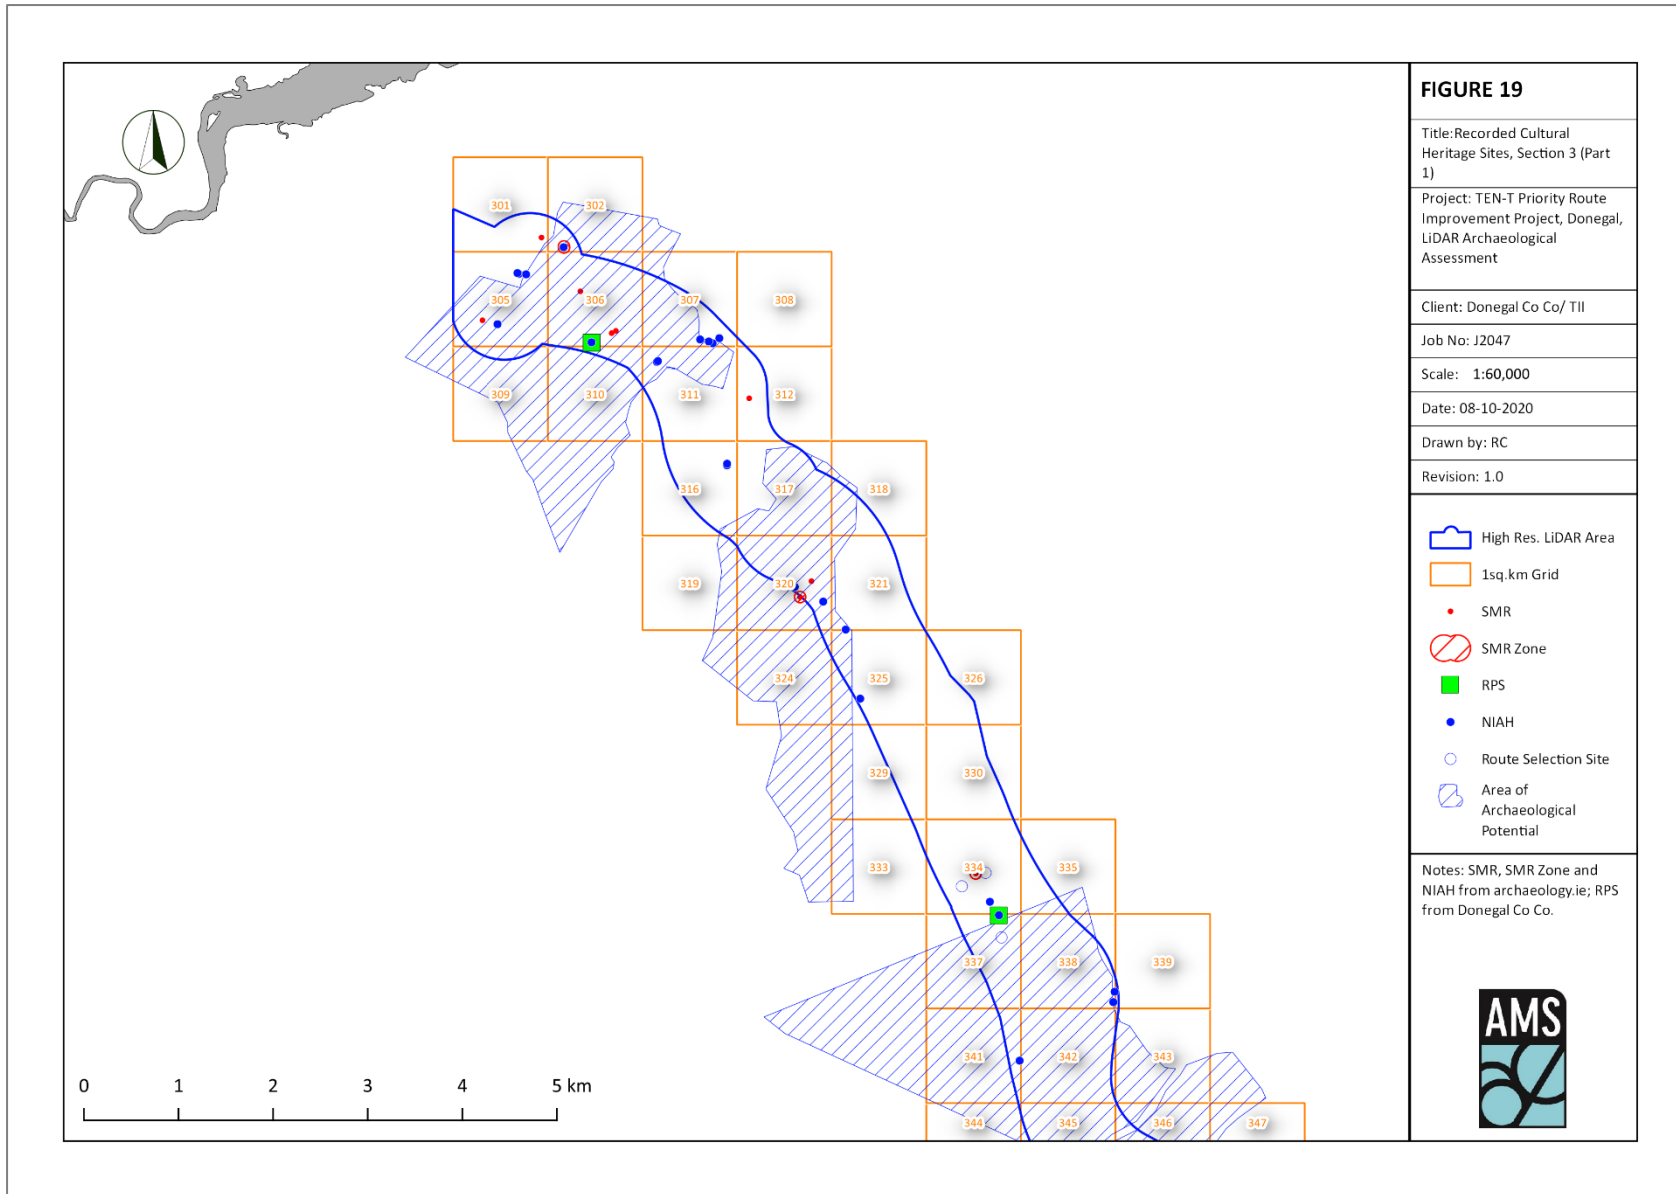 FIGURE 19
Title:Recorded Cultural
Heritage Sites, Section 3 (Part
1)
Project: TEN-T Priority Route
Improvement Project, Donegal,
LiDAR Archaeological
Assessment
Client: Donegal Co Co/ TII
Job No: J2047
Scale: 1:60,000
Date: 08-10-2020
Drawn by: RC
Revision: 1.0
High Res. LiDAR Area
1sq.km Grid
SMR
SMR Zone
RPS
NIAH
Route Selection Site
Area of
Archaeological
Potential
Notes: SMR, SMR Zone and
NIAH from archaeology.ie; RPS
from Donegal Co Co.
AMS
301 302
305 306 307 308
309 310 311 312
316 317 318
319 320 321
324 325 326
329 330
333 334 335
337 338 339
341 342 343
344 345 346 347
0 1 2 3 4 5 km